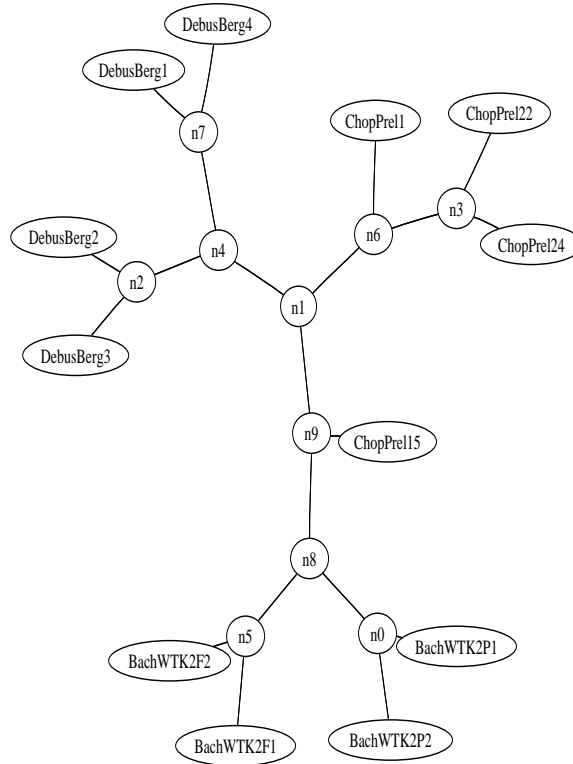 DebusBerg4
DebusBerg1
n7
ChopPrel1
ChopPrel22
n3
n6
ChopPrel24
DebusBerg2
n4
n2
n1
DebusBerg3
n9
ChopPrel15
n8
n5
n0
BachWTK2F2
BachWTK2P1
BachWTK2F1
BachWTK2P2